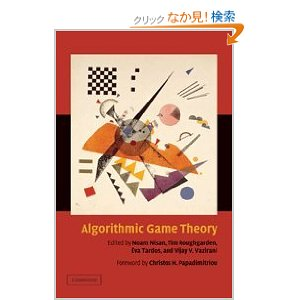 クリック なか見!検索
Algorithmic Game Theory
Edited by Noam Nisan, Tim Roughgarden,
Éva Tardos, and Vijay V. Vazirani
Foreword by Christos H. Papadimitriou